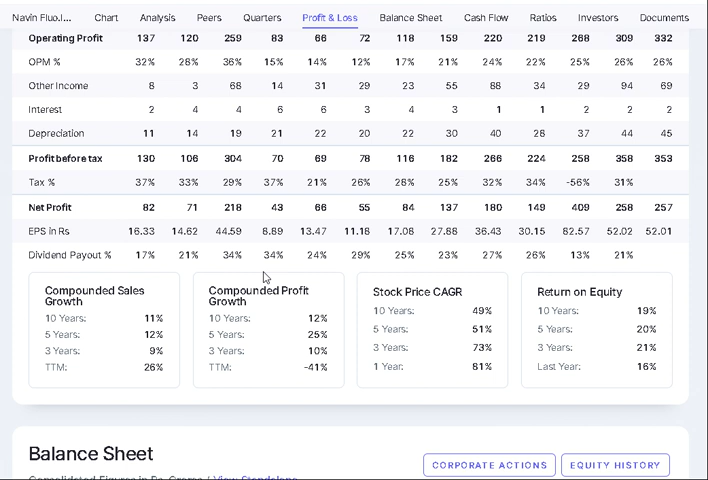 Navin Fluo.l... Chart Analysis Peers Quarters Profit & Loss Balance Sheet Cash Flow Ratios Investors Documents
Operating Profit 137 120 259 83 66 72 118 159 220 219 268 309 332
OPM % 32% 28% 36% 15% 14% 12% 17% 21% 24% 22% 25% 26% 26%
Other Income 8 3 68 14 31 29 23 55 88 34 29 94 69
Interest 2 4 4 6 6 3 4 3 1 1 2 2 2
Depreciation 11 14 19 21 22 20 22 30 40 28 37 44 45
Profit before tax 130 106 304 70 69 78 116 182 266 224 258 358 353
Tax % 37% 33% 29% 37% 21% 26% 28% 25% 32% 34% -56% 31%
Net Profit 82 71 218 43 66 55 84 137 180 149 409 258 257
EPS in Rs 16.33 14.62 44.59 8.89 13.47 11.18 17.08 27.88 36.43 30.15 82.57 52.02 52.01
Dividend Payout % 17% 21% 34% 34% 24% 29% 25% 23% 27% 26% 13% 21%
Compounded Sales
Growth
10 Years: 11%
5 Years: 12%
3 Years: 9%
TTM: 26%
Compounded Profit
Growth
10 Years: 12%
5 Years: 25%
3 Years: 10%
TTM: -41%
Stock Price CAGR
10 Years: 49%
5 Years: 51%
3 Years: 73%
1 Year: 81%
Return on Equity
10 Years: 19%
5 Years: 20%
3 Years: 21%
Last Year: 16%
Balance Sheet
CORPORATE ACTIONS EQUITY HISTORY
Consolidated Figures in Rs. Crores / View Standalone